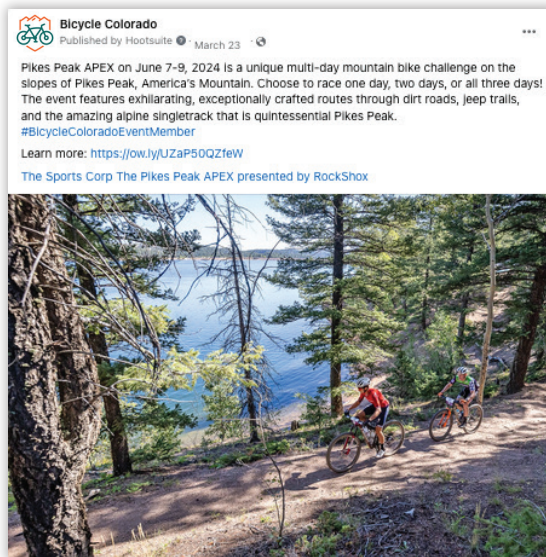 Bicycle Colorado
Published by Hootsuite · March 23 ·
Pikes Peak APEX on June 7-9, 2024 is a unique multi-day mountain bike challenge on the
slopes of Pikes Peak, America's Mountain. Choose to race one day, two days, or all three days!
The event features exhilarating, exceptionally crafted routes through dirt roads, jeep trails,
and the amazing alpine singletrack that is quintessential Pikes Peak.
#BicycleColoradoEventMember
Learn more: https://ow.ly/UZaP50QZfeW
The Sports Corp The Pikes Peak APEX presented by RockShox